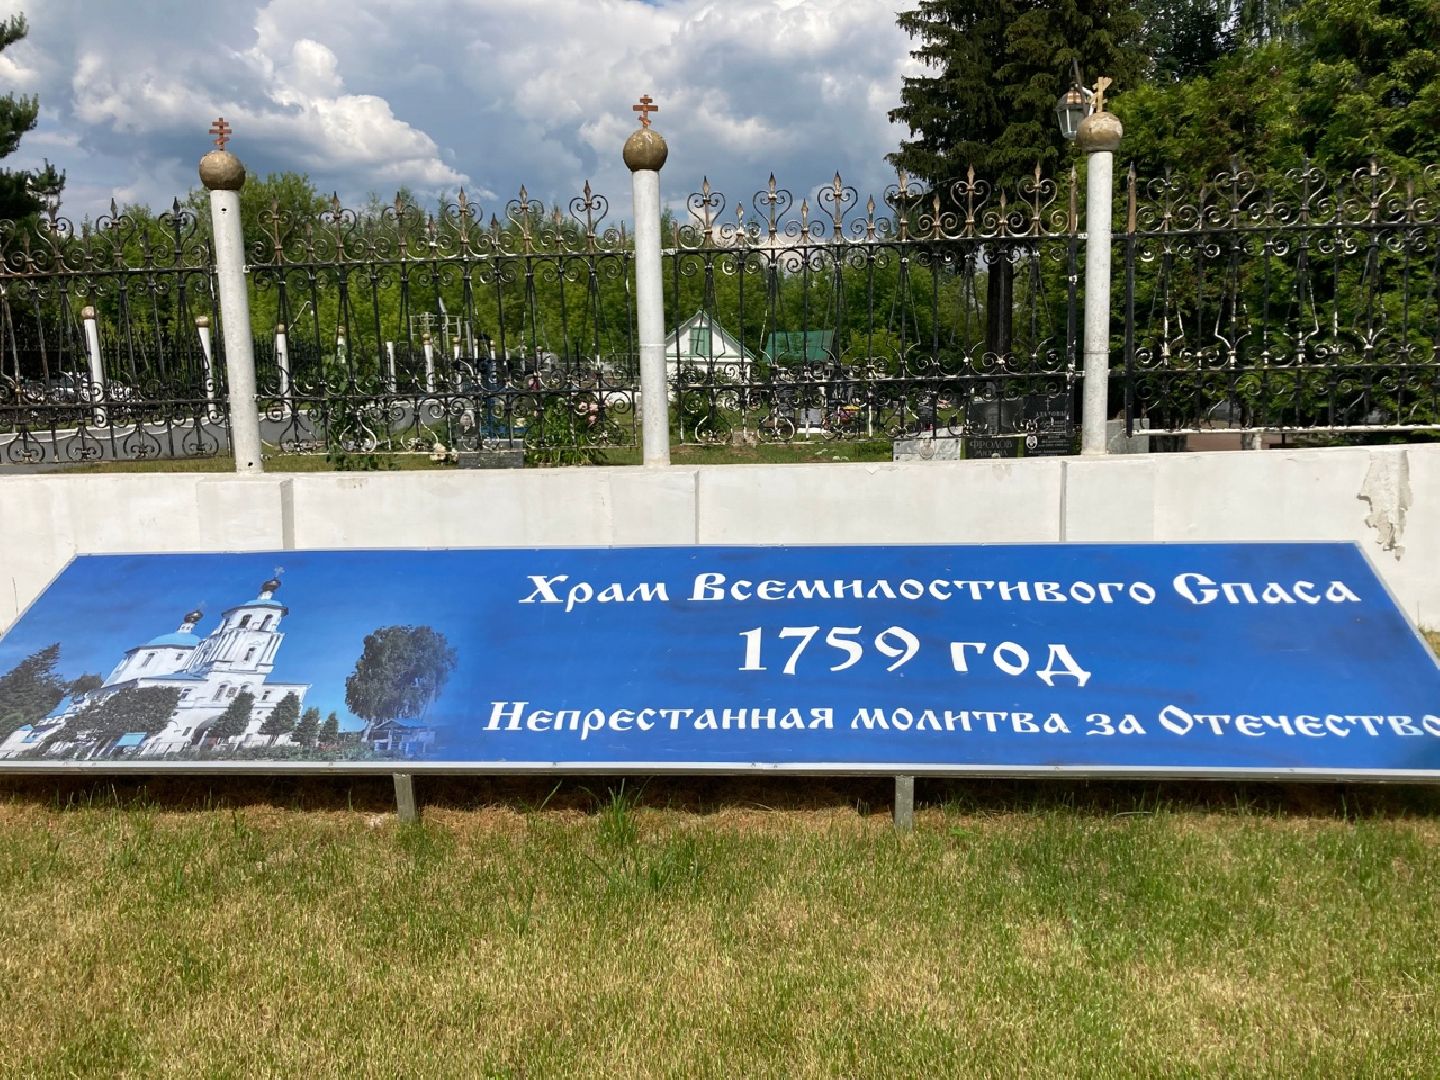 Храм Всемилостивого Спаса
1759 год
Непрестанная молитва за Отечество